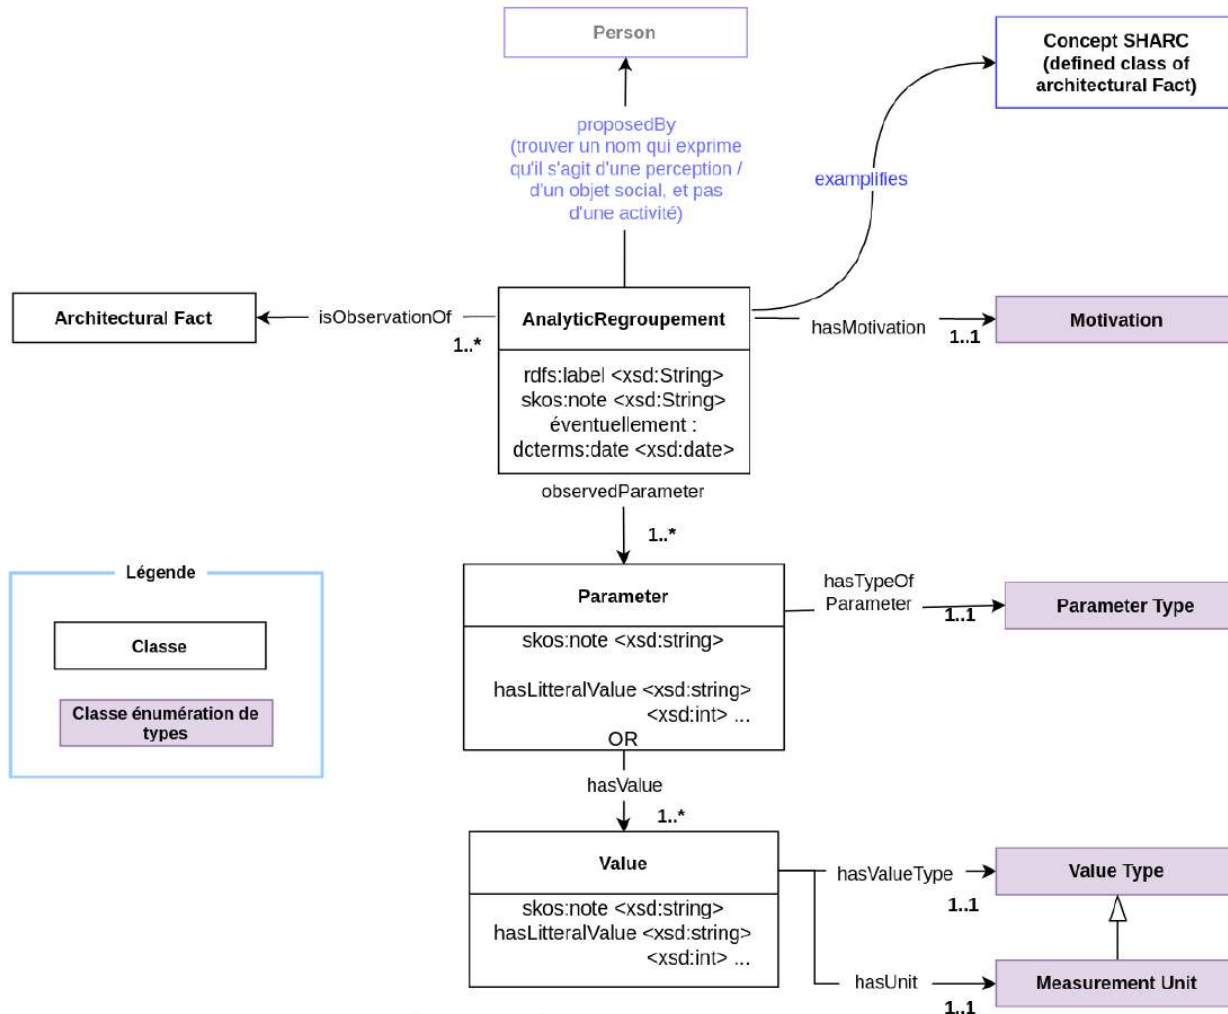 Person
Concept SHARC
(defined class of
architectural Fact)
proposedBy
(trouver un nom qui exprime
qu'il s'agit d'une perception /
d'un objet social, et pas
d'une activité)
examplifies
Architectural Fact
isObservationOf
1..*
AnalyticRegroupement
hasMotivation
1..1
Motivation
rdfs:label <xsd:String>
skos:note <xsd:String>
éventuellement :
dcterms:date <xsd:date>
observedParameter
1..*
Légende
Classe
Classe énumération de
types
Parameter
hasTypeOf
Parameter
1..1
Parameter Type
skos:note <xsd:string>
hasLitteralValue <xsd:string>
<xsd:int> ...
OR
hasValue
1..*
Value
hasValueType
1..1
Value Type
skos:note <xsd:string>
hasLitteralValue <xsd:string>
<xsd:int> ...
hasUnit
1..1
Measurement Unit